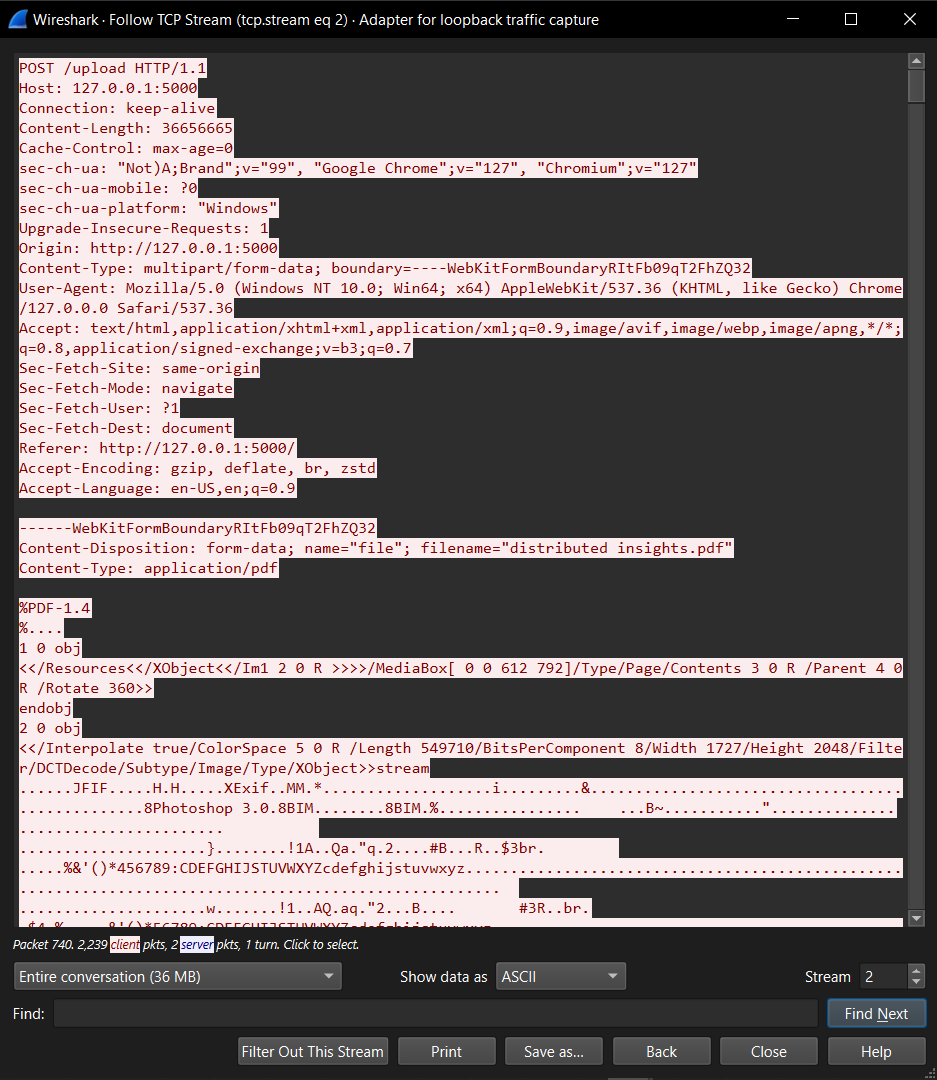 Wireshark · Follow TCP Stream (tcp.stream eq 2) · Adapter for loopback traffic capture
POST /upload HTTP/1.1
Host: 127.0.0.1:5000
Connection: keep-alive
Content-Length: 36656665
Cache-Control: max-age=0
sec-ch-ua: "Not)A;Brand";v="99", "Google Chrome";v="127", "Chromium";v="127"
sec-ch-ua-mobile: ?0
sec-ch-ua-platform: "Windows"
Upgrade-Insecure-Requests: 1
Origin: http://127.0.0.1:5000
Content-Type: multipart/form-data; boundary=----WebKitFormBoundaryRItFb09qT2FhZQ32
User-Agent: Mozilla/5.0 (Windows NT 10.0; Win64; x64) AppleWebKit/537.36 (KHTML, like Gecko) Chrome
/127.0.0.0 Safari/537.36
Accept: text/html,application/xhtml+xml,application/xml;q=0.9,image/avif,image/webp,image/apng,*/*;
q=0.8,application/signed-exchange;v=b3;q=0.7
Sec-Fetch-Site: same-origin
Sec-Fetch-Mode: navigate
Sec-Fetch-User: ?1
Sec-Fetch-Dest: document
Referer: http://127.0.0.1:5000/
Accept-Encoding: gzip, deflate, br, zstd
Accept-Language: en-US,en;q=0.9
------WebKitFormBoundaryRItFb09qT2FhZQ32
Content-Disposition: form-data; name="file"; filename="distributed insights.pdf"
Content-Type: application/pdf
%PDF-1.4
%....
1 0 obj
<</Resources<</XObject<</Im1 2 0 R >>>>/MediaBox[ 0 0 612 792]/Type/Page/Contents 3 0 R /Parent 4 0
R /Rotate 360>>
endobj
2 0 obj
<</Interpolate true/ColorSpace 5 0 R /Length 549710/BitsPerComponent 8/Width 1727/Height 2048/Filte
r/DCTDecode/Subtype/Image/Type/XObject>>stream
......JFIF.....H.H.....XExif..MM.*...................i.........&...................................
..............8Photoshop 3.0.8BIM........8BIM.%................ ...B~..........."..............
.......................
.....................}........!1A..Qa."q.2....#B...R..$3br.
.....%&'()*456789:CDEFGHIJSTUVWXYZcdefghijstuvwxyz.................................................
......................................................
.....................w.......!1..AQ.aq."2...B.... #3R..br.
Packet 740. 2,239 client pkts, 2 server pkts, 1 turn. Click to select.
Entire conversation (36 MB)
Show data as
ASCII
Stream
2
Find:
Find Next
Filter Out This Stream
Print
Save as...
Back
Close
Help